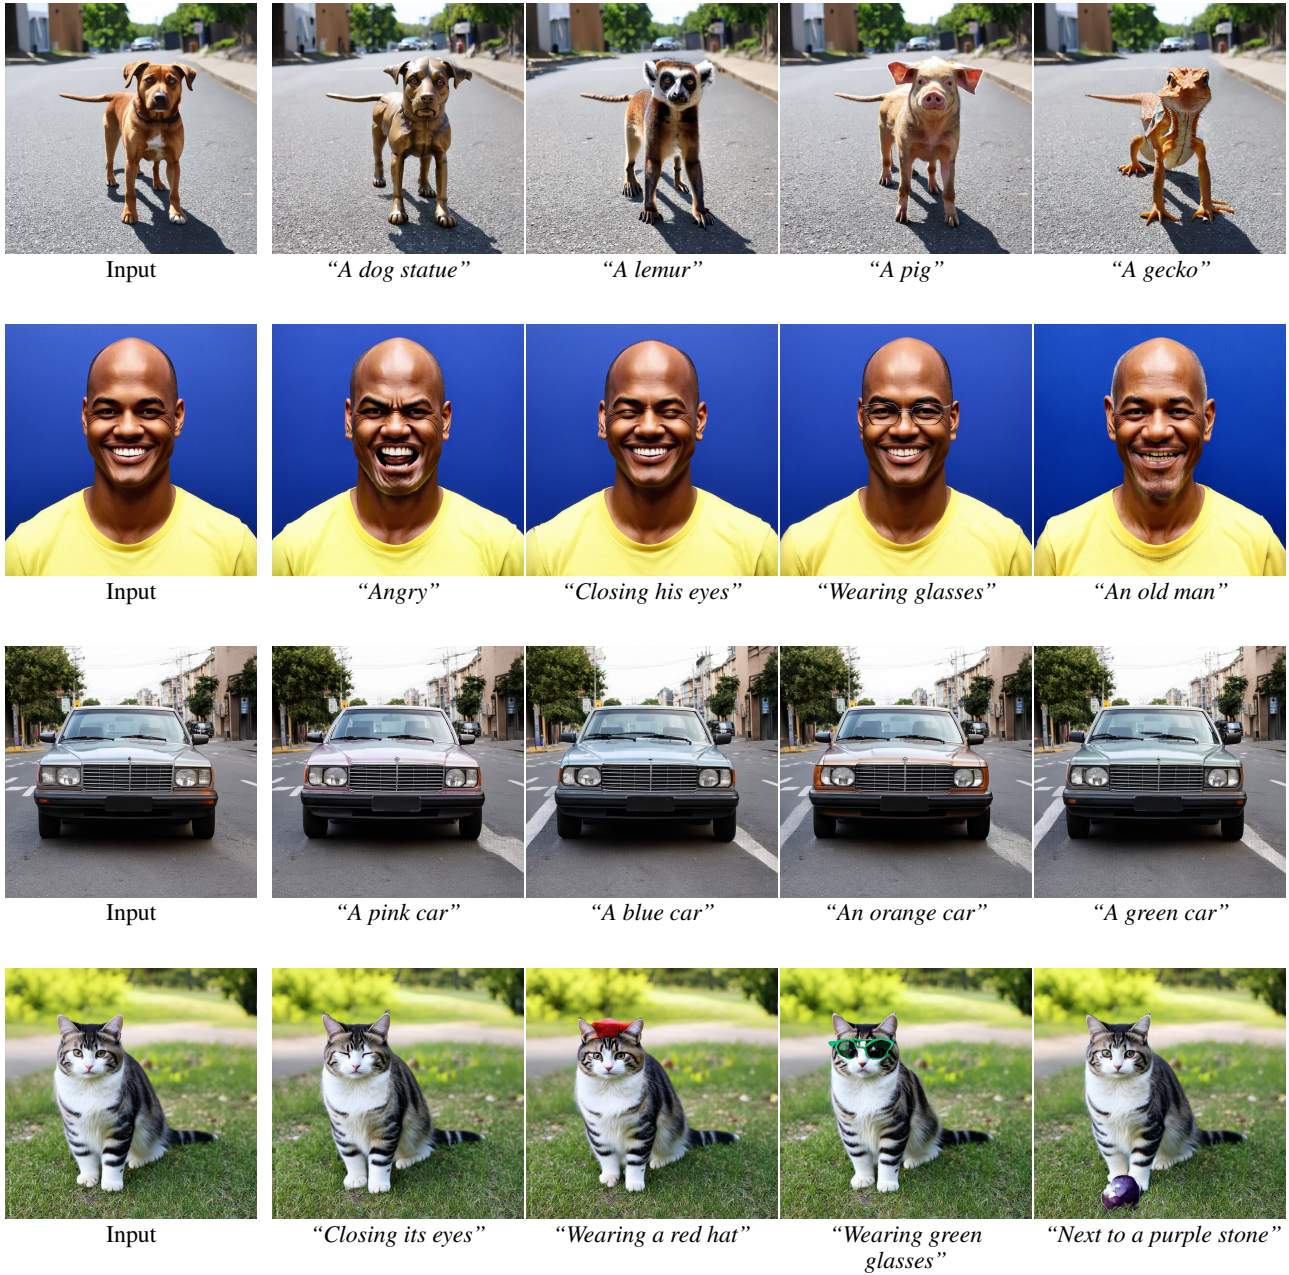 Input
“A dog statue”
“A lemur”
“A pig”
“A gecko”
Input
“Angry”
“Closing his eyes”
“Wearing glasses”
“An old man”
Input
“A pink car”
“A blue car”
“An orange car”
“A green car”
Input
“Closing its eyes”
“Wearing a red hat”
“Wearing green
glasses”
“Next to a purple stone”